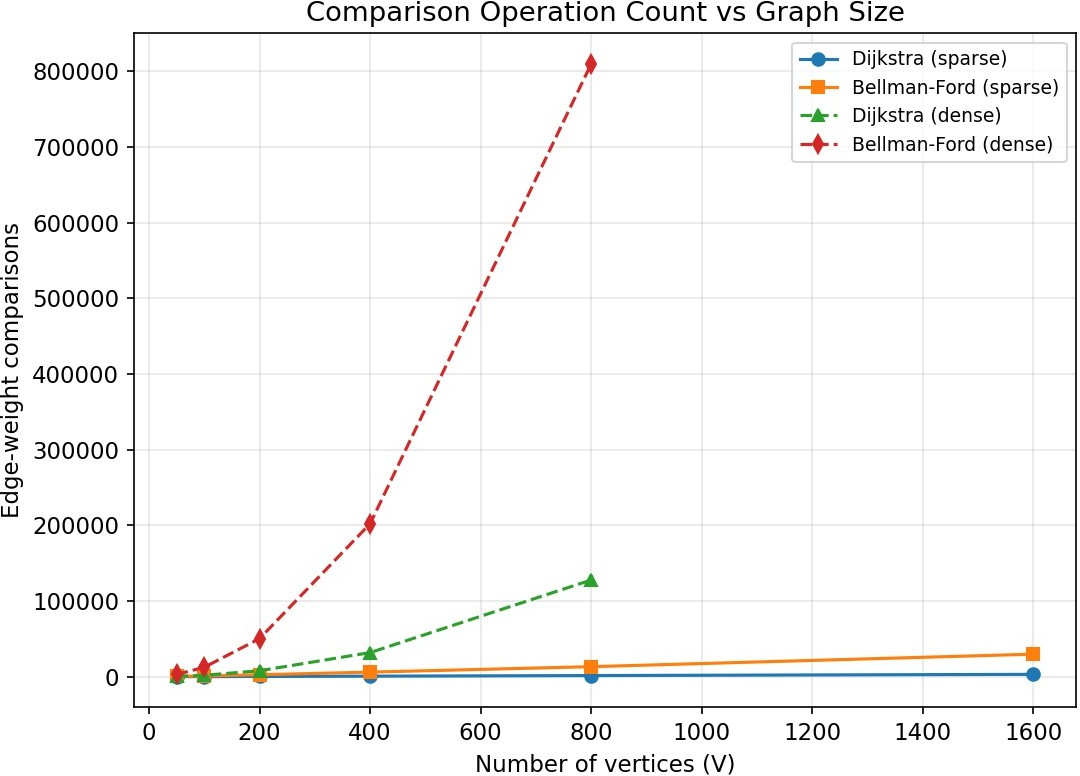 Comparison Operation Count vs Graph Size
Dijkstra (sparse)
Bellman-Ford (sparse)
Dijkstra (dense)
Bellman-Ford (dense)
Edge-weight comparisons
800000
700000
600000
500000
400000
300000
200000
100000
0
0 200 400 600 800 1000 1200 1400 1600
Number of vertices (V)